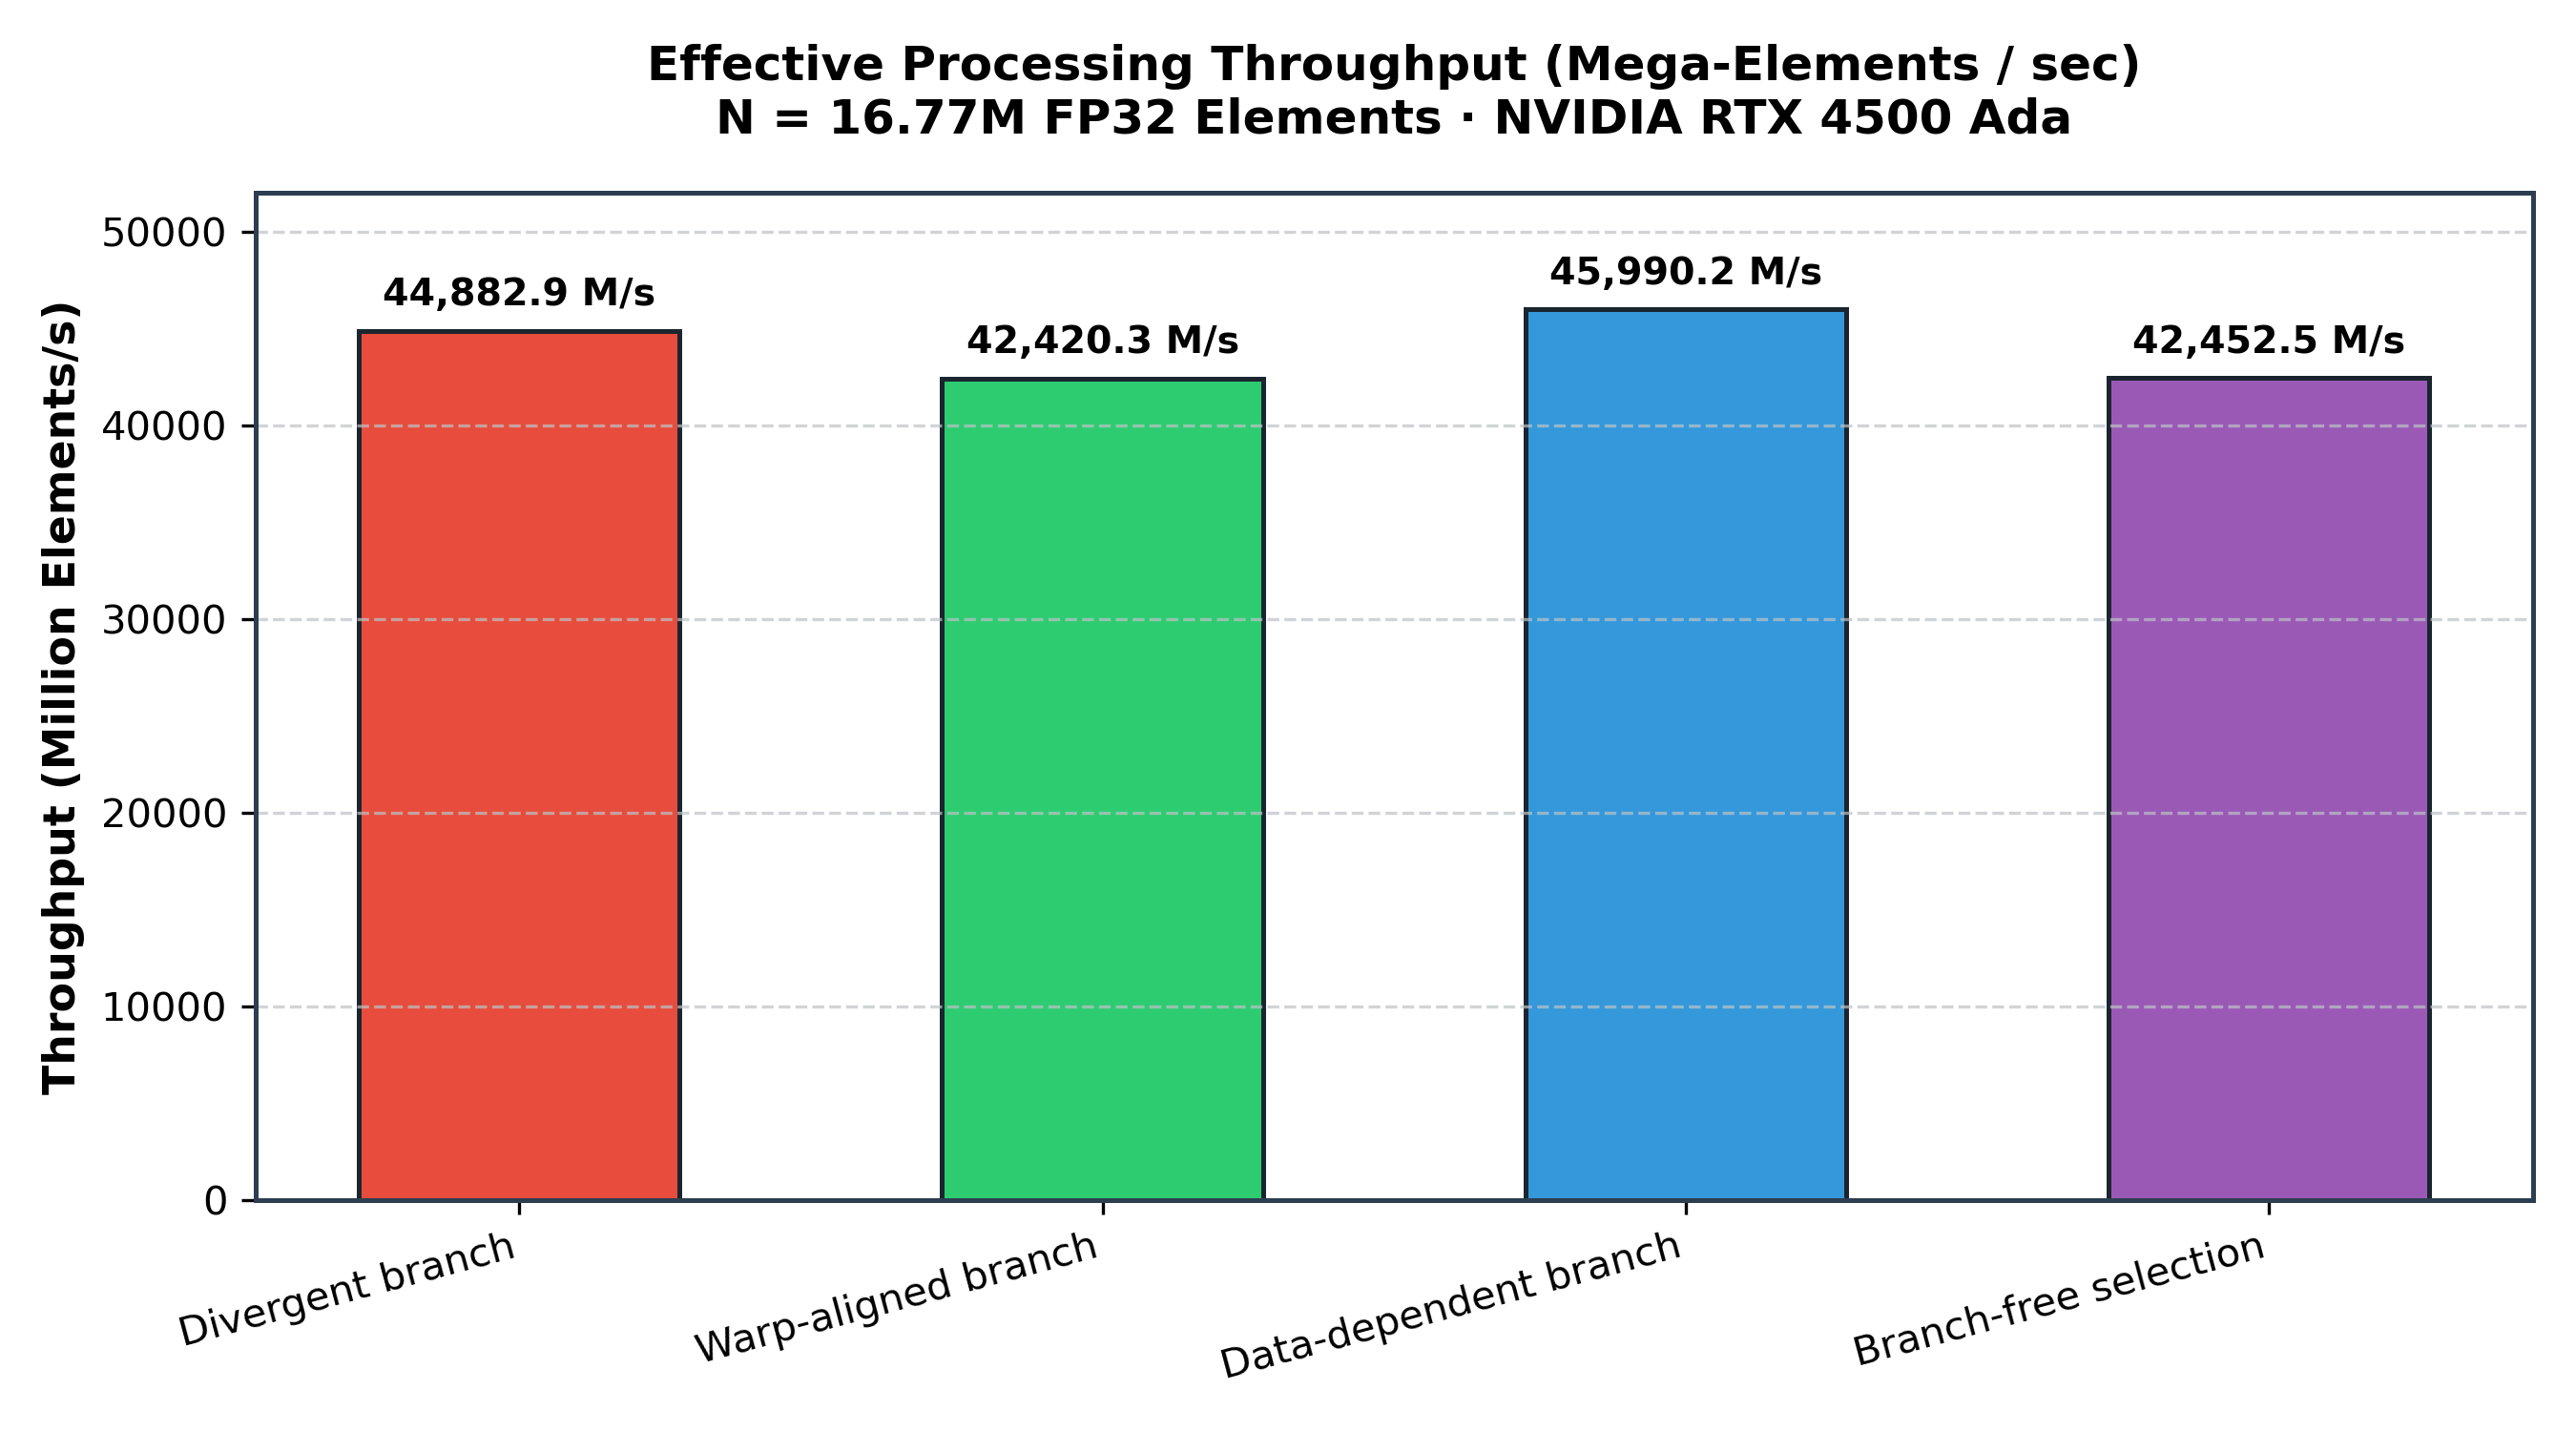 Effective Processing Throughput (Mega-Elements / sec)
N = 16.77M FP32 Elements · NVIDIA RTX 4500 Ada
Throughput (Million Elements/s)
50000
40000
30000
20000
10000
0
44,882.9 M/s
42,420.3 M/s
45,990.2 M/s
42,452.5 M/s
Divergent branch
Warp-aligned branch
Data-dependent branch
Branch-free selection